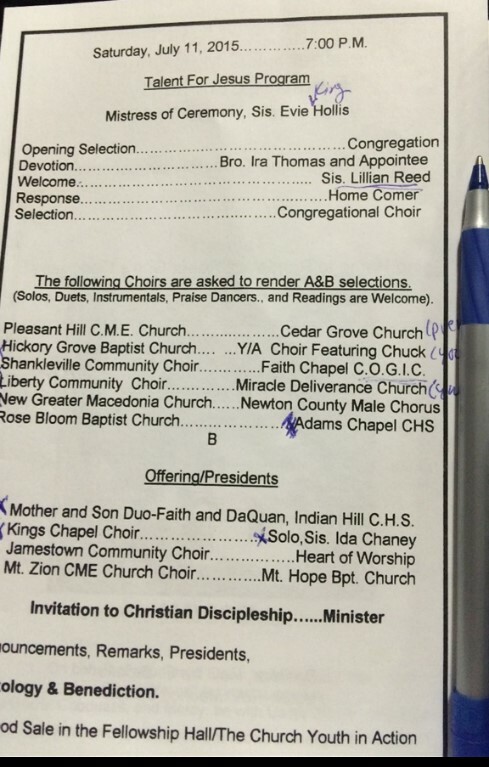 Saturday, July 11, 2015..............7:00 P.M.
Talent For Jesus Program
King
Mistress of Ceremony, Sis. Evie Hollis
Opening Selection.......................................Congregation
Devotion.........................Bro. Ira Thomas and Appointee
Welcome............................................. Sis. Lillian Reed
Response...............................................Home Comer
Selection.....................................Congregational Choir
The following Choirs are asked to render A&B selections.
(Solos, Duets, Instrumentals, Praise Dancers., and Readings are Welcome).
Pleasant Hill C.M.E. Church.................Cedar Grove Church
Hickory Grove Baptist Church.... ...Y/A Choir Featuring Chuck
Shankleville Community Choir...........Faith Chapel C.O.G.I.C.
Liberty Community Choir............Miracle Deliverance Church
New Greater Macedonia Church.....Newton County Male Chorus
Rose Bloom Baptist Church...................Adams Chapel CHS
B
Offering/Presidents
X Mother and Son Duo-Faith and DaQuan, Indian Hill C.H.S.
Kings Chapel Choir....................x Solo,Sis. Ida Chaney
Jamestown Community Choir..............Heart of Worship
Mt. Zion CME Church Choir............Mt. Hope Bpt. Church
Invitation to Christian Discipleship......Minister
ouncements, Remarks, Presidents,
ology & Benediction.
od Sale in the Fellowship Hall/The Church Youth in Action